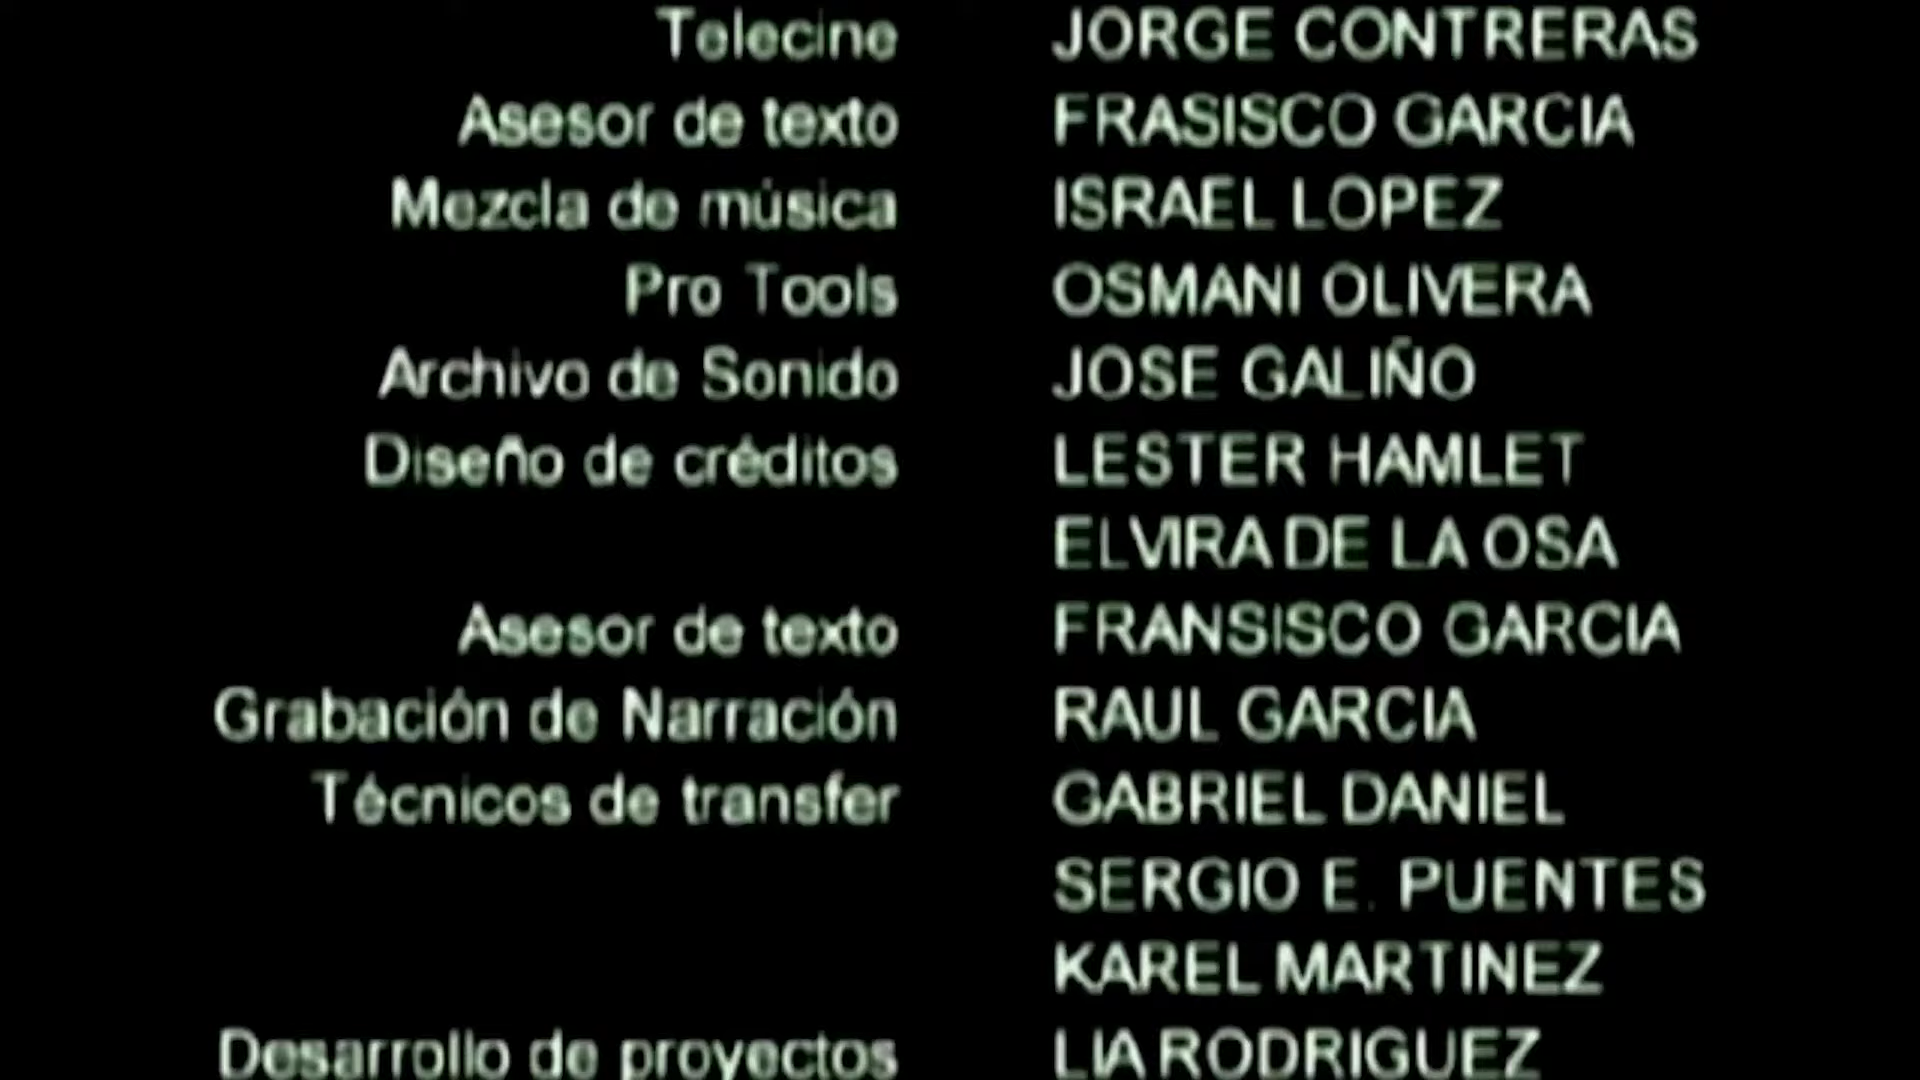 Telecine JORGE CONTRERAS
Asesor de texto FRASISCO GARCIA
Mezcla de música ISRAEL LOPEZ
Pro Tools OSMANI OLIVERA
Archivo de Sonido JOSE GALIÑO
Diseño de créditos LESTER HAMLET
ELVIRA DE LA OSA
Asesor de texto FRANSISCO GARCIA
Grabación de Narración RAUL GARCIA
Técnicos de transfer GABRIEL DANIEL
SERGIO E. PUENTES
KAREL MARTINEZ
Desarrollo de proyectos LIA RODRIGUEZ